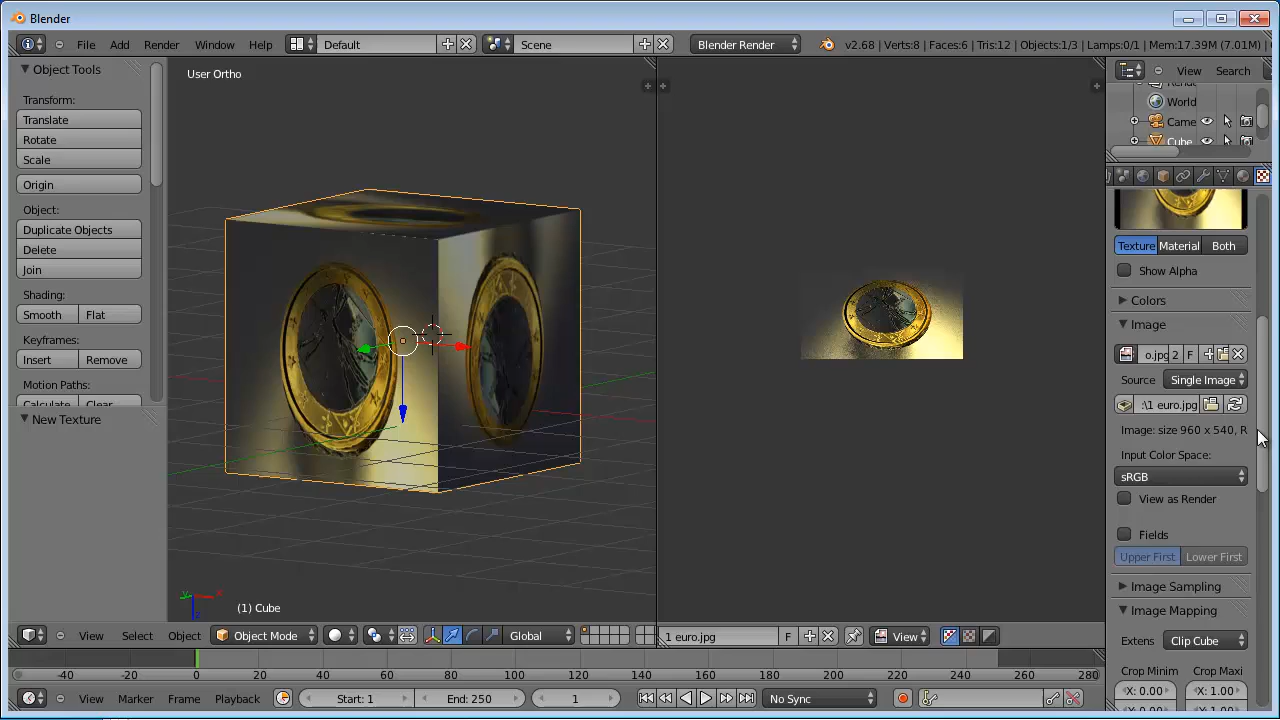 Blender
File Add Render Window Help Default Scene Blender Render v2.68 | Verts:8 | Faces:6 | Tris:12 | Objects:1/3 | Lamps:0/1 | Mem:17.39M (7.01M) |
Object Tools
Transform:
Translate
Rotate
Scale
Origin
Object:
Duplicate Objects
Delete
Join
Shading:
Smooth Flat
Keyframes:
Insert Remove
Motion Paths:
Calculate Clear
New Texture
User Ortho
(1) Cube
View Select Object Object Mode Global
1 euro.jpg F View
View Search
World
Came
Cube
Texture Material Both
Show Alpha
Colors
Image
o.jpg 2 F
Source Single Image
:\1 euro.jpg
Image: size 960 x 540, R
Input Color Space:
sRGB
View as Render
Fields
Upper First Lower First
Image Sampling
Image Mapping
Extens Clip Cube
Crop Minim Crop Maxi
X: 0.00 X: 1.00
-40 -20 0 20 40 60 80 100 120 140 160 180 200 220 240 260 280
View Marker Frame Playback Start: 1 End: 250 1 No Sync